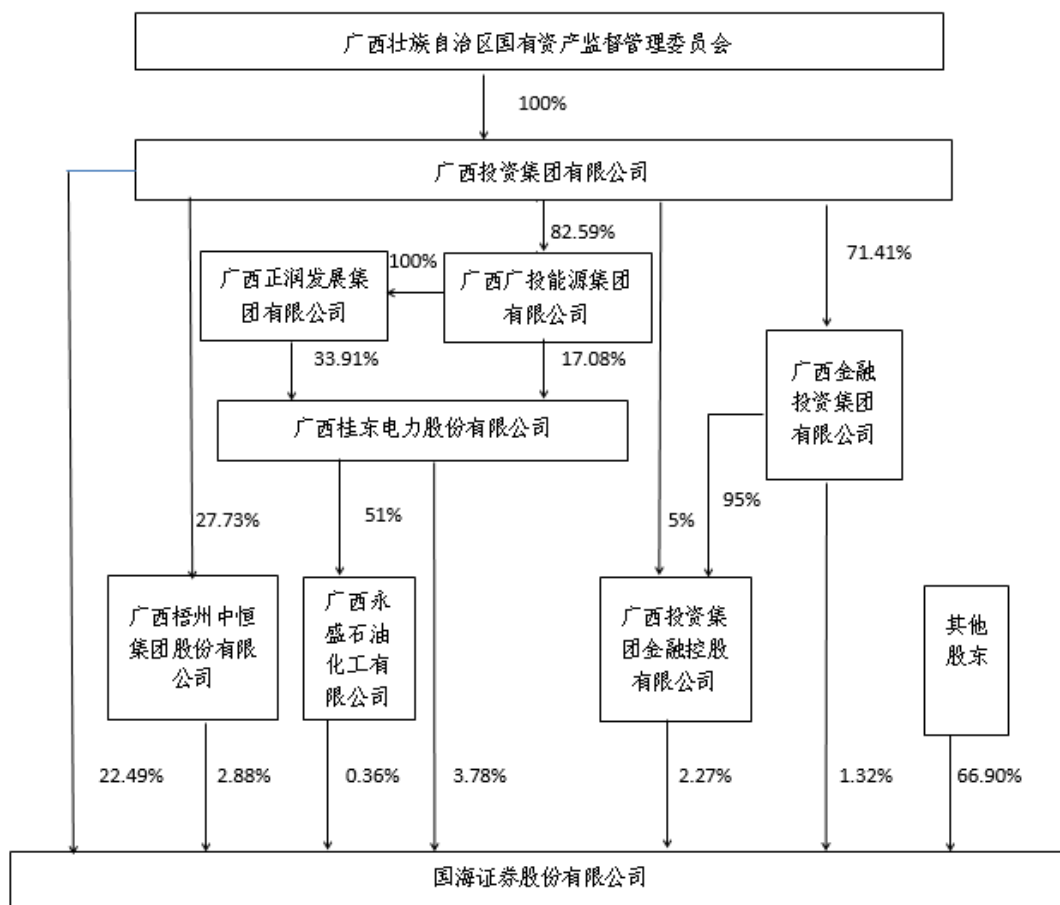 广西壮族自治区国有资产监督管理委员会
100%
广西投资集团有限公司
82.59%
71.41%
广西正润发展集
团有限公司
100%
广西广投能源集团
有限公司
33.91%
17.08%
广西金融
投资集团
有限公司
广西桂东电力股份有限公司
27.73%
51%
5%
95%
广西梧州中恒
集团股份有限
公司
广西永
盛石油
化工有
限公司
广西投资集
团金融控股
有限公司
其他
股东
22.49%
2.88%
0.36%
3.78%
2.27%
1.32%
66.90%
国海证券股份有限公司